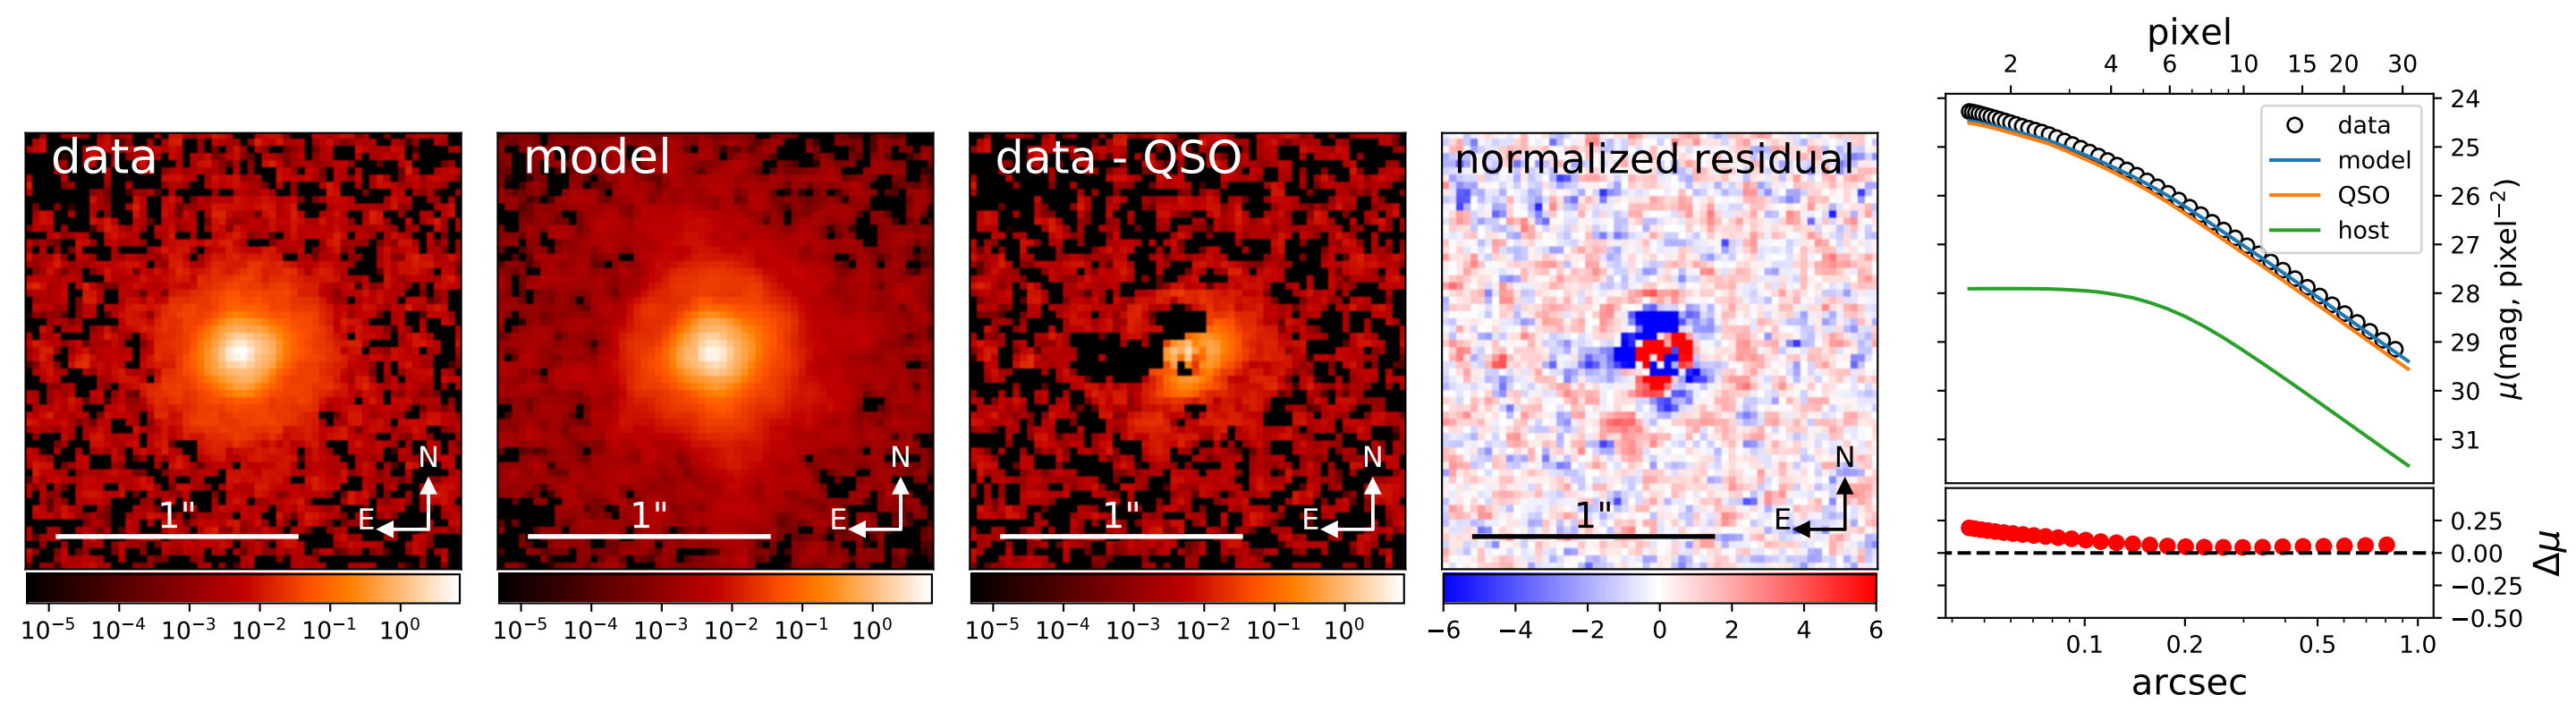 data
N
E
1"
10⁻⁵ 10⁻⁴ 10⁻³ 10⁻² 10⁻¹ 10⁰
model
N
E
1"
10⁻⁵ 10⁻⁴ 10⁻³ 10⁻² 10⁻¹ 10⁰
data - QSO
N
E
1"
10⁻⁵ 10⁻⁴ 10⁻³ 10⁻² 10⁻¹ 10⁰
normalized residual
N
E
1"
−6 −4 −2 0 2 4 6
pixel
2 4 6 10 15 20 30
data
model
QSO
host
24
25
26
27
28
29
30
31
μ(mag, pixel⁻²)
0.25
0.00
−0.25
−0.50
Δμ
0.1 0.2 0.5 1.0
arcsec